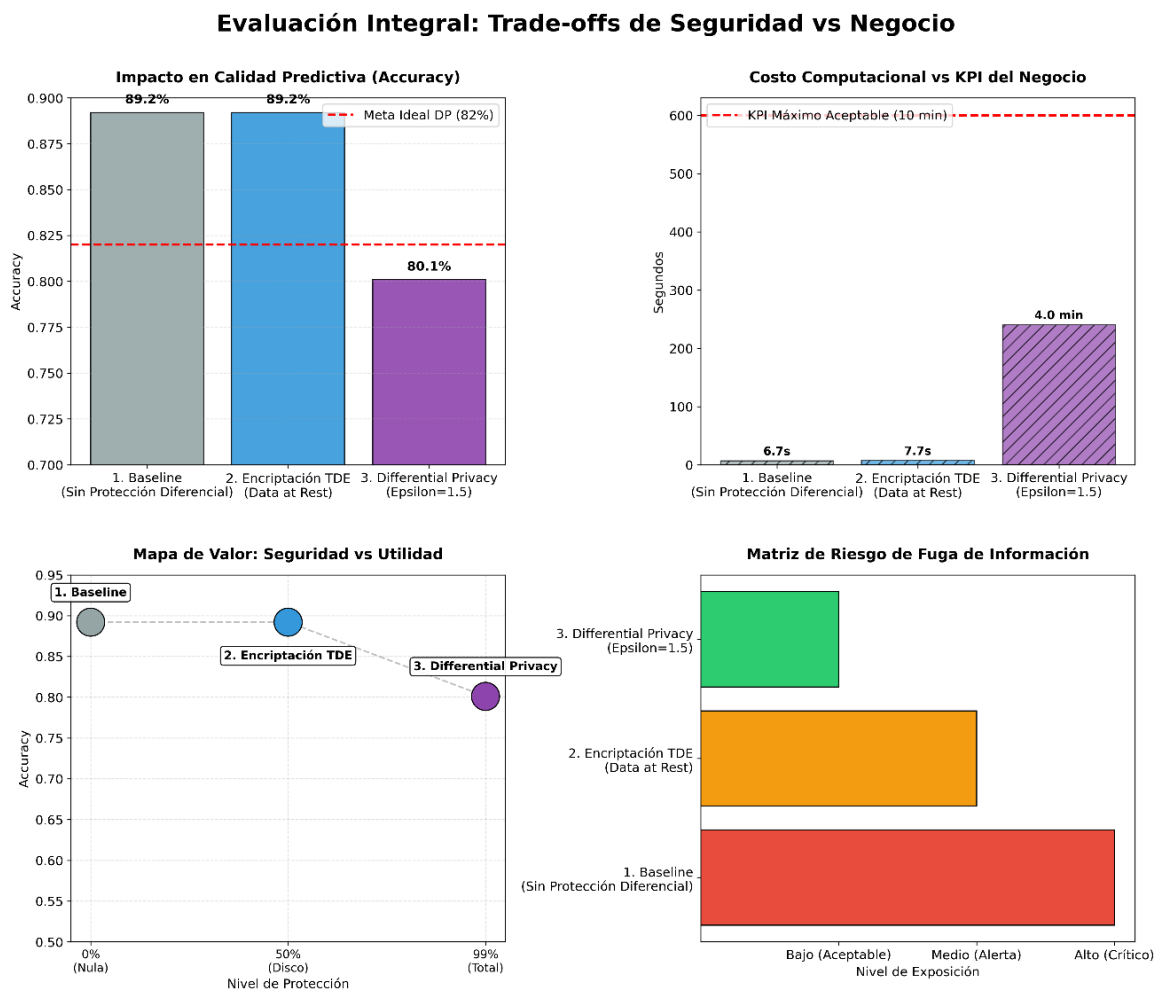 Evaluación Integral: Trade-offs de Seguridad vs Negocio
Impacto en Calidad Predictiva (Accuracy)
0.900
0.875
0.850
0.825
0.800
0.775
0.750
0.725
0.700
Accuracy
89.2%
89.2%
80.1%
Meta Ideal DP (82%)
1. Baseline
(Sin Protección Diferencial)
2. Encriptación TDE
(Data at Rest)
3. Differential Privacy
(Epsilon=1.5)
Costo Computacional vs KPI del Negocio
600
500
400
300
200
100
0
Segundos
KPI Máximo Aceptable (10 min)
6.7s
7.7s
4.0 min
1. Baseline
(Sin Protección Diferencial)
2. Encriptación TDE
(Data at Rest)
3. Differential Privacy
(Epsilon=1.5)
Mapa de Valor: Seguridad vs Utilidad
0.95
0.90
0.85
0.80
0.75
0.70
0.65
0.60
0.55
0.50
Accuracy
1. Baseline
2. Encriptación TDE
3. Differential Privacy
0%
(Nula)
50%
(Disco)
99%
(Total)
Nivel de Protección
Matriz de Riesgo de Fuga de Información
3. Differential Privacy
(Epsilon=1.5)
2. Encriptación TDE
(Data at Rest)
1. Baseline
(Sin Protección Diferencial)
Bajo (Aceptable)
Medio (Alerta)
Alto (Crítico)
Nivel de Exposición